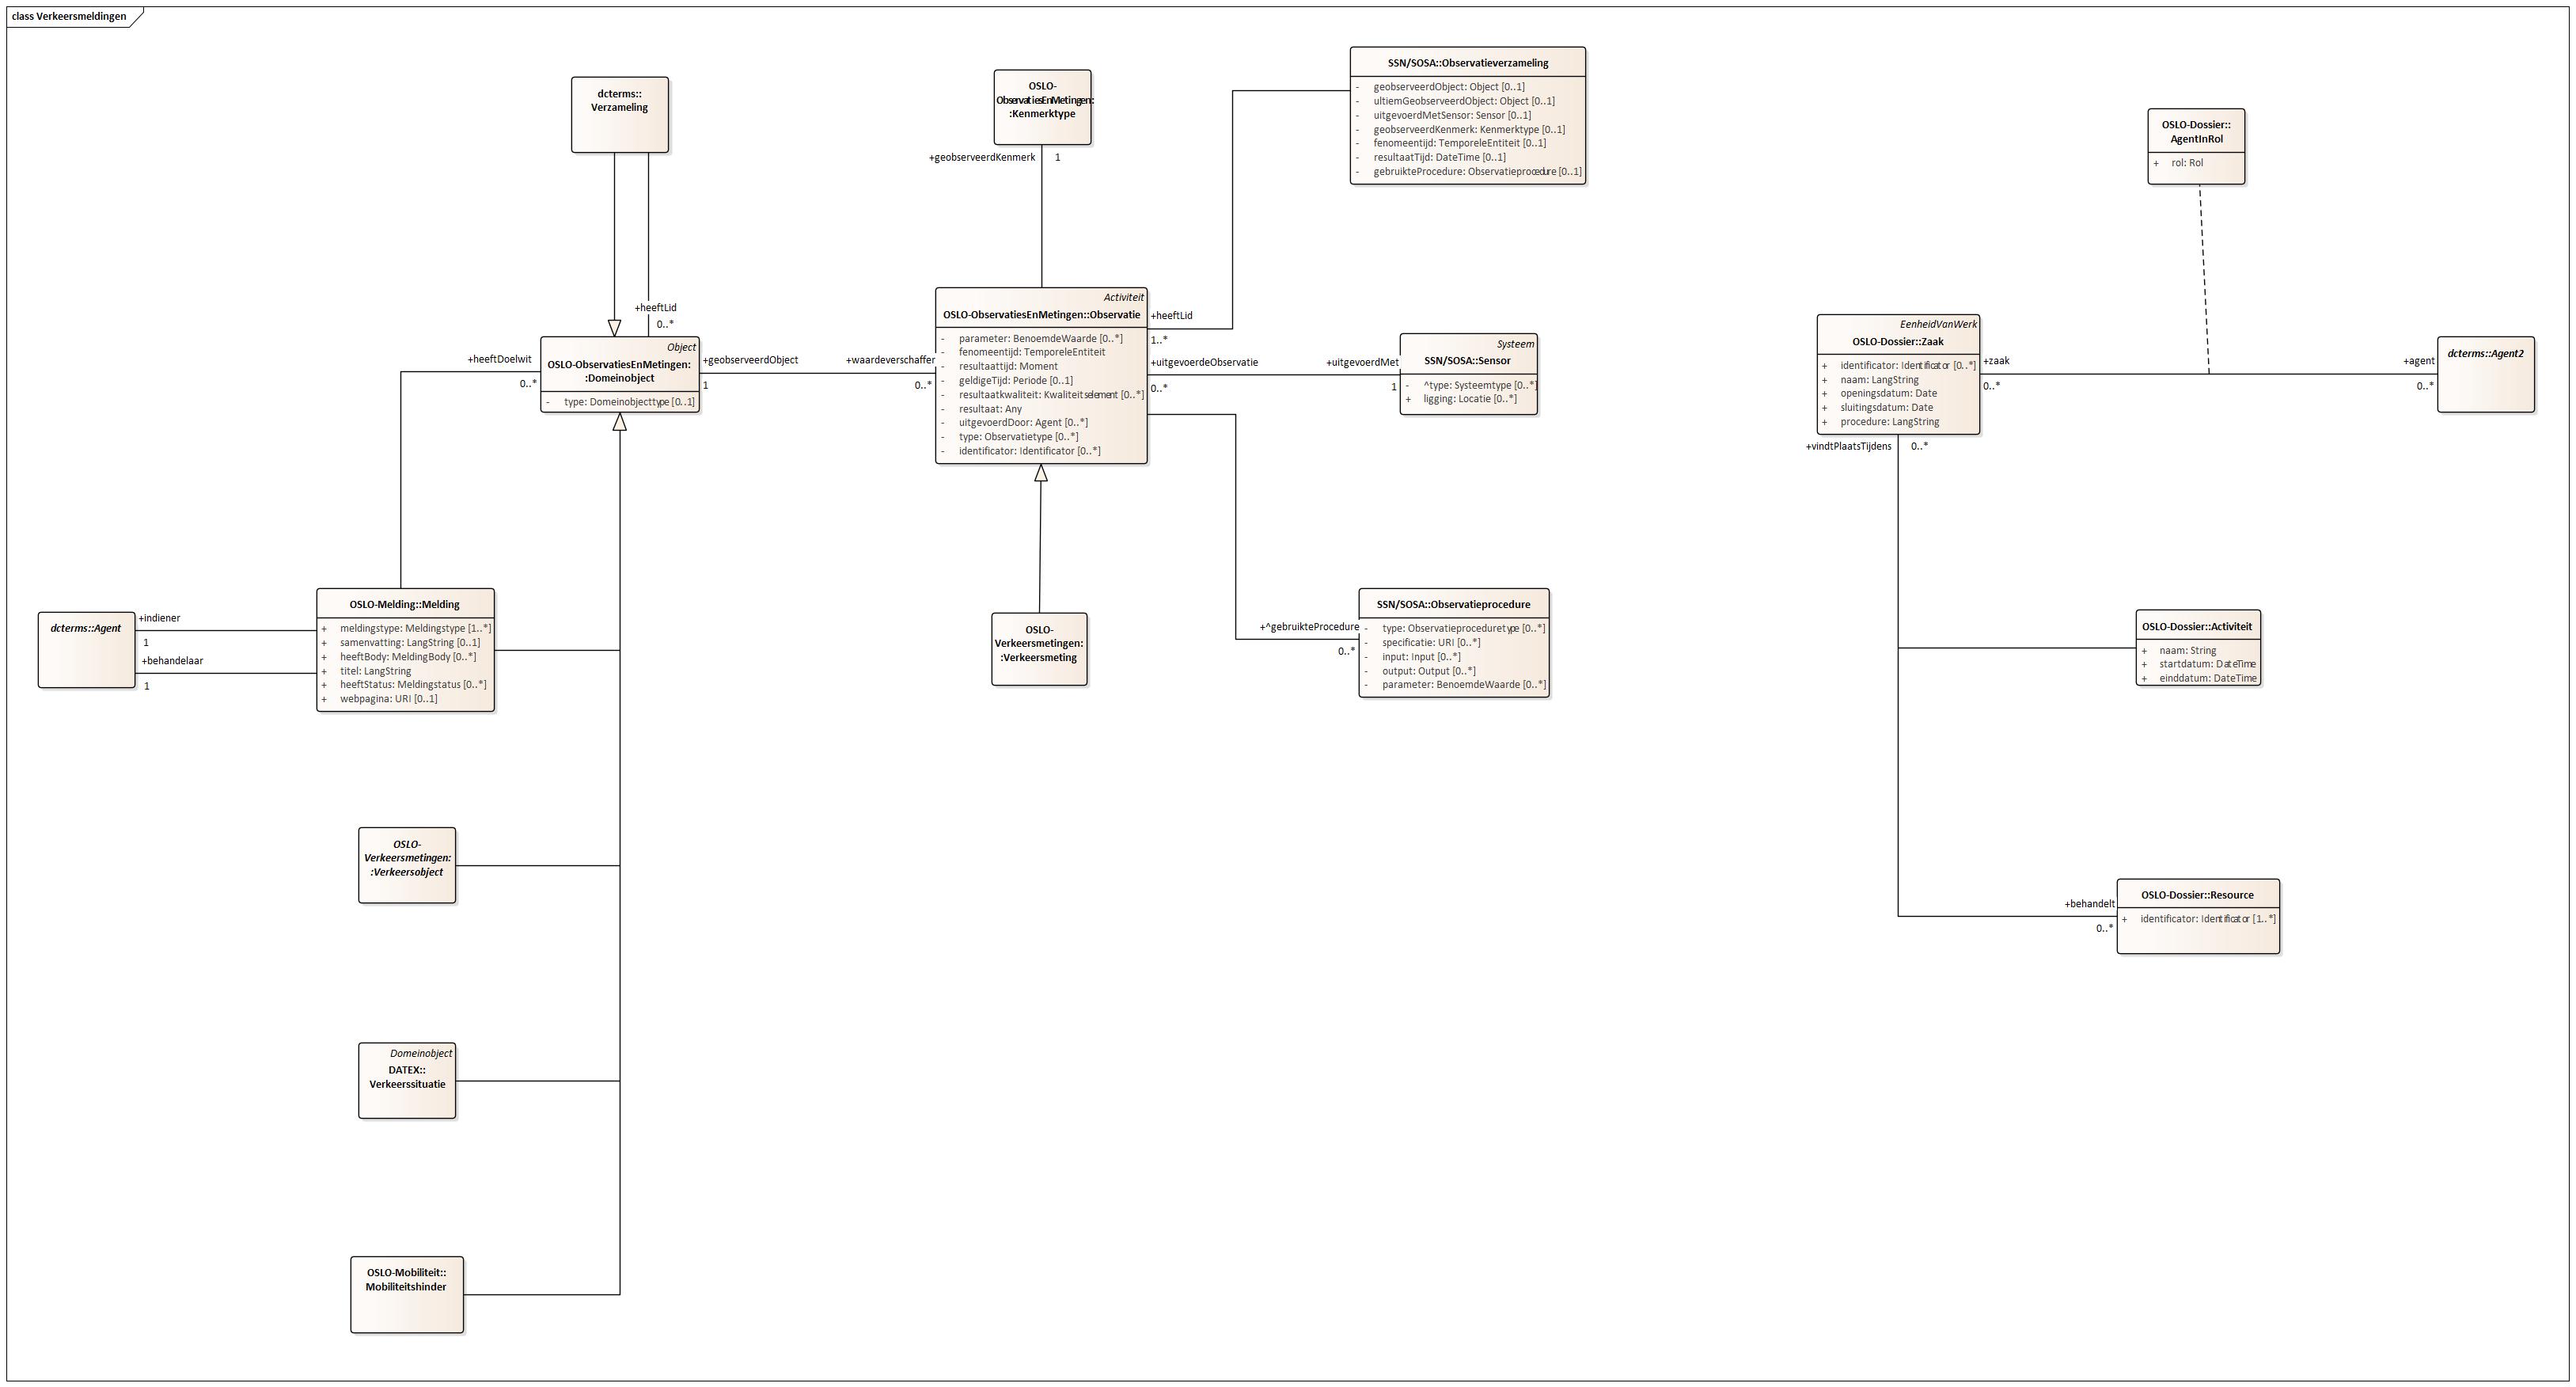 class Verkeersmeldingen
dcterms::
Verzameling
+heeftLid
0..*
OSLO-
ObservatiesEnMetingen:
:Kenmerktype
+geobserveerdKenmerk
1
SSN/SOSA::Observatieverzameling
- geobserveerdObject: Object [0..1]
- ultiemGeobserveerdObject: Object [0..1]
- uitgevoerdMetSensor: Sensor [0..1]
- geobserveerdKenmerk: Kenmerktype [0..1]
- fenomeentijd: TemporeleEntiteit [0..1]
- resultaatTijd: DateTime [0..1]
- gebruikteProcedure: Observatieprocedure [0..1]
OSLO-Dossier::
AgentInRol
+ rol: Rol
Object
OSLO-ObservatiesEnMetingen:
:Domeinobject
- type: Domeinobjecttype [0..1]
+heeftDoelwit
0..*
+geobserveerdObject
1
+waardeverschaffer
0..*
Activiteit
OSLO-ObservatiesEnMetingen::Observatie
- parameter: BenoemdeWaarde [0..*]
- fenomeentijd: TemporeleEntiteit
- resultaattijd: Moment
- geldigeTijd: Periode [0..1]
- resultaatkwaliteit: Kwaliteitselement [0..*]
- resultaat: Any
- uitgevoerdDoor: Agent [0..*]
- type: Observatietype [0..*]
- identificator: Identificator [0..*]
+heeftLid
1..*
+uitgevoerdeObservatie
0..*
+uitgevoerdMet
1
Systeem
SSN/SOSA::Sensor
- ^type: Systeemtype [0..*]
+ ligging: Locatie [0..*]
EenheidVanWerk
OSLO-Dossier::Zaak
+ identificator: Identificator [0..*]
+ naam: LangString
+ openingsdatum: Date
+ sluitingsdatum: Date
+ procedure: LangString
+zaak
0..*
+agent
0..*
dcterms::Agent2
+vindtPlaatsTijdens
0..*
dcterms::Agent
+indiener
1
+behandelaar
1
OSLO-Melding::Melding
+ meldingstype: Meldingstype [1..*]
+ samenvatting: LangString [0..1]
+ heeftBody: MeldingBody [0..*]
+ titel: LangString
+ heeftStatus: Meldingstatus [0..*]
+ webpagina: URI [0..1]
OSLO-
Verkeersmetingen:
:Verkeersmeting
+^gebruikteProcedure
0..*
SSN/SOSA::Observatieprocedure
- type: Observatieproceduretype [0..*]
- specificatie: URI [0..*]
- input: Input [0..*]
- output: Output [0..*]
- parameter: BenoemdeWaarde [0..*]
OSLO-Dossier::Activiteit
+ naam: String
+ startdatum: DateTime
+ einddatum: DateTime
OSLO-
Verkeersmetingen:
:Verkeersobject
+behandelt
0..*
OSLO-Dossier::Resource
+ identificator: Identificator [1..*]
Domeinobject
DATEX::
Verkeerssituatie
OSLO-Mobiliteit::
Mobiliteitshinder